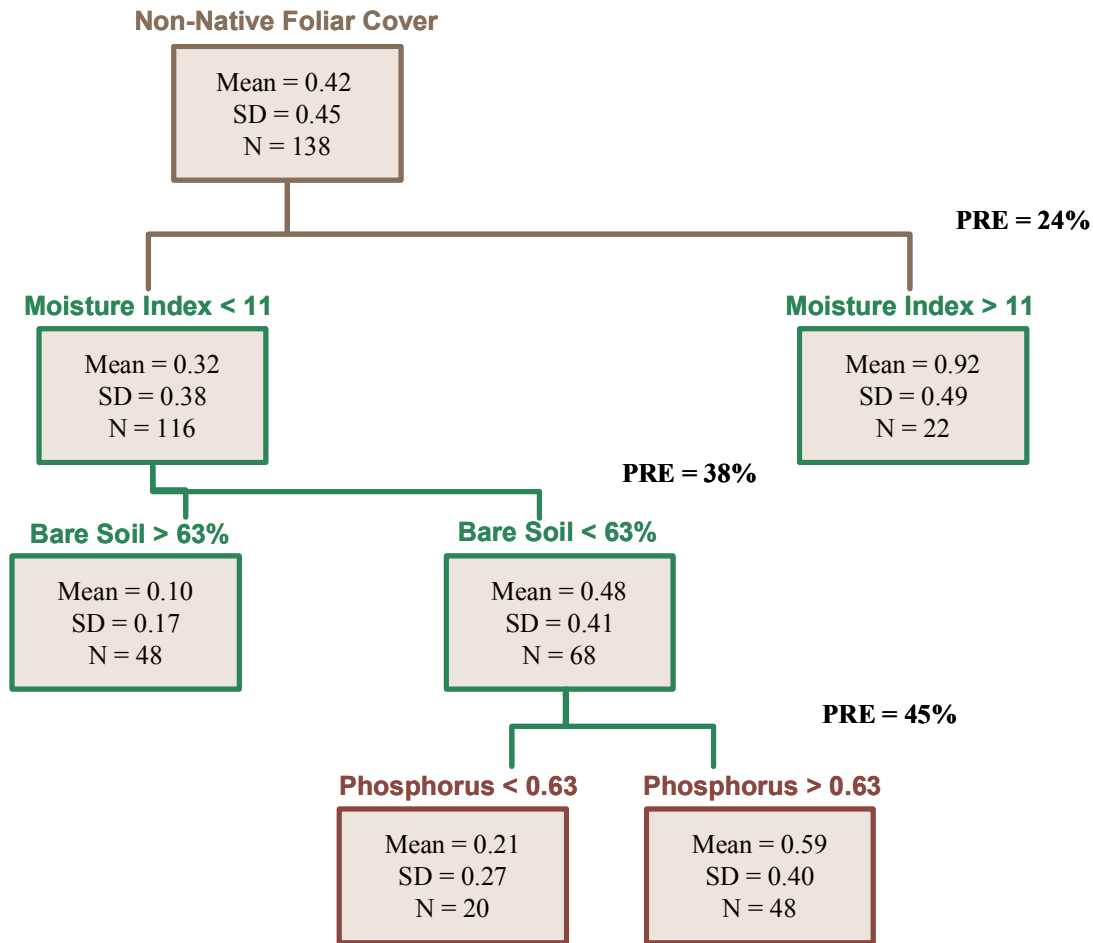 Non-Native Foliar Cover
Mean = 0.42
SD = 0.45
N = 138
PRE = 24%
Moisture Index < 11
Mean = 0.32
SD = 0.38
N = 116
Moisture Index > 11
Mean = 0.92
SD = 0.49
N = 22
PRE = 38%
Bare Soil > 63%
Mean = 0.10
SD = 0.17
N = 48
Bare Soil < 63%
Mean = 0.48
SD = 0.41
N = 68
PRE = 45%
Phosphorus < 0.63
Mean = 0.21
SD = 0.27
N = 20
Phosphorus > 0.63
Mean = 0.59
SD = 0.40
N = 48